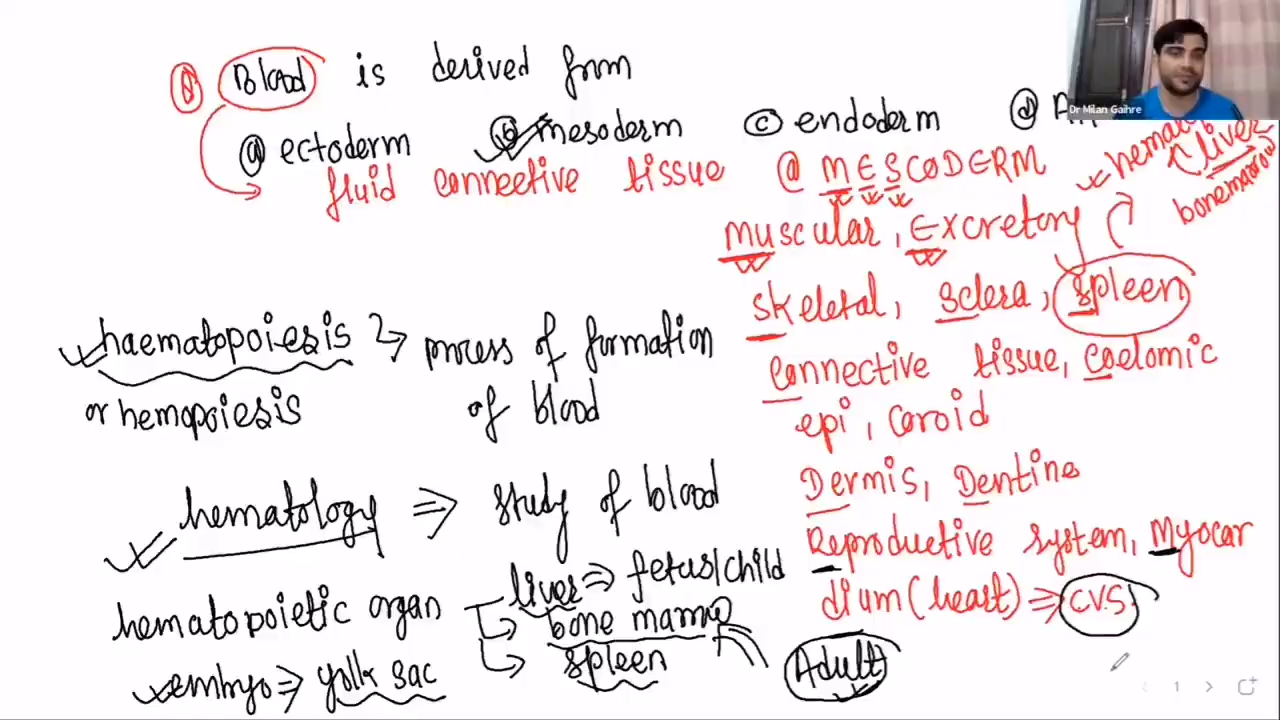 Q Blood is derived form
@ ectoderm ⓑ mesoderm © endoderm ⓓ
Dr Milan Gaihre
fluid connective tissue
@ MESCODERM
liver
bonemarrow
Muscular, Excretory
skeletal, sclera, spleen
connective tissue, coelomic
epi, coroid
Dermis, Dentine
Reproductive system, Myocar
dium (heart) ⇒ CVS
haematopoiesis → process of formation
or hemopoiesis of blood
hematology ⇒ study of blood
hematopoietic organ
liver ⇒ fetus/child
bone marrow
spleen
Adult
embryo ⇒ yolk sac
1